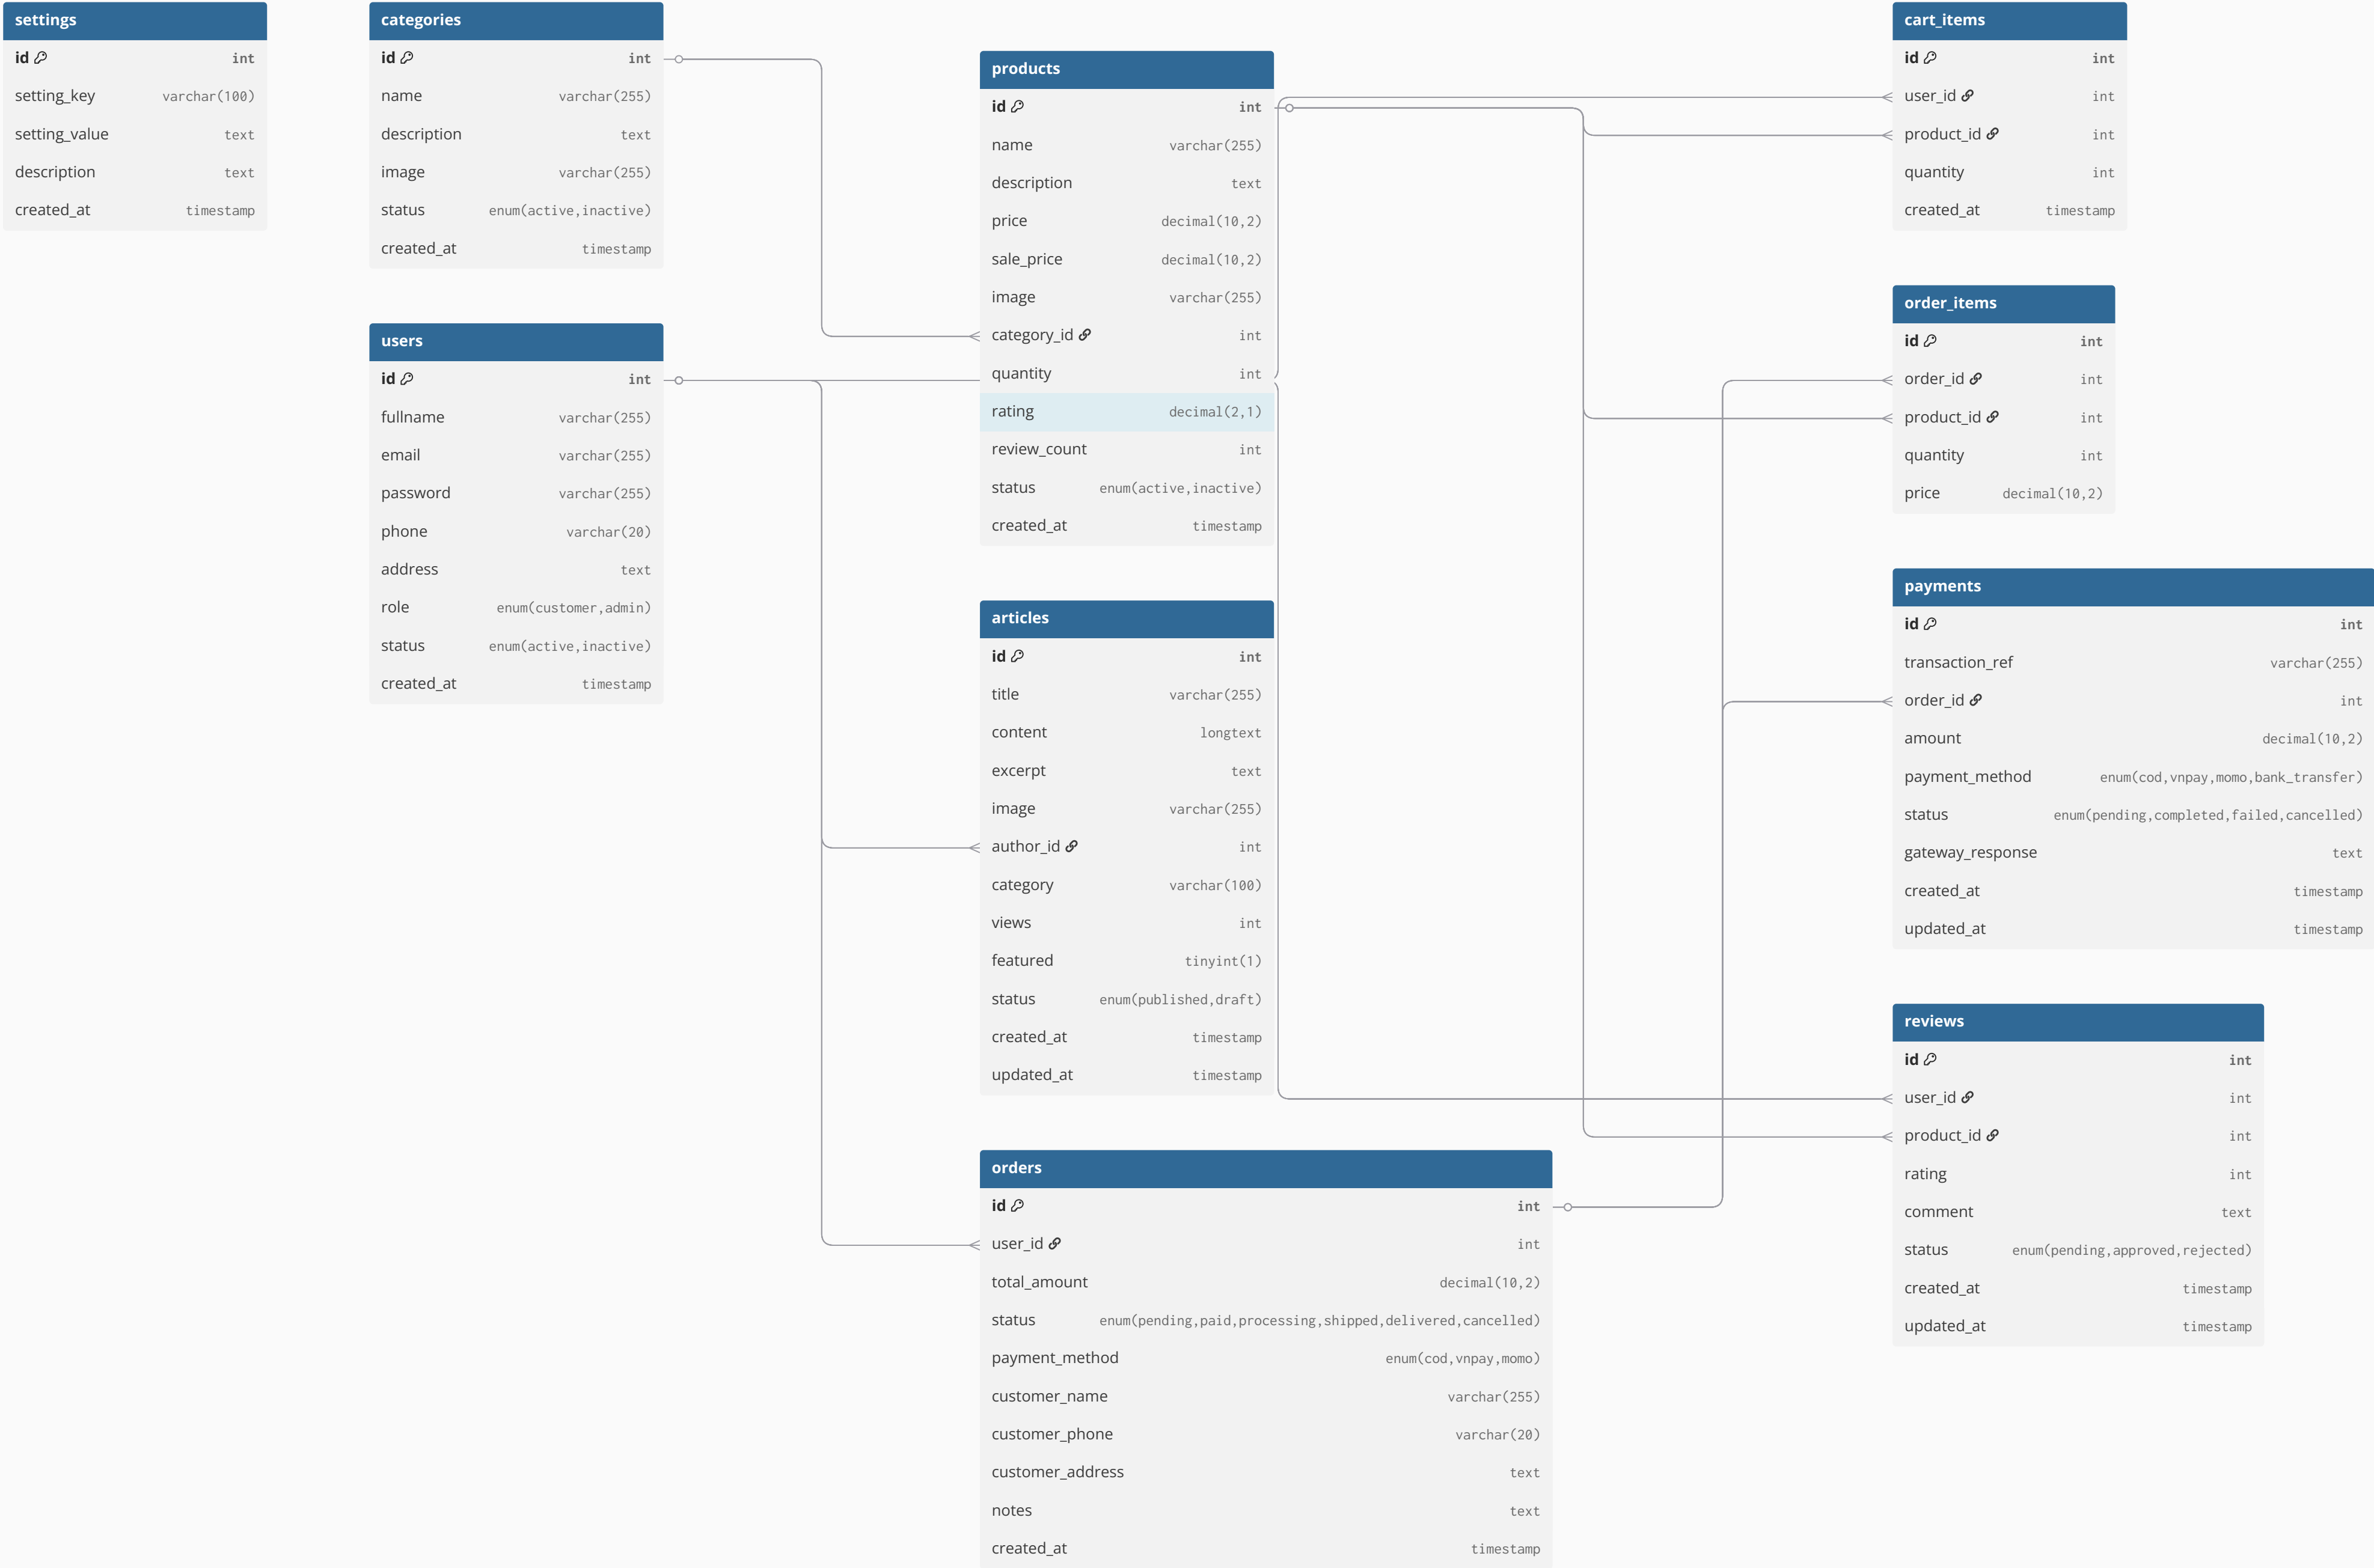 settings
id int
setting_key varchar(100)
setting_value text
description text
created_at timestamp
categories
id int
name varchar(255)
description text
image varchar(255)
status enum(active,inactive)
created_at timestamp
users
id int
fullname varchar(255)
email varchar(255)
password varchar(255)
phone varchar(20)
address text
role enum(customer,admin)
status enum(active,inactive)
created_at timestamp
products
id int
name varchar(255)
description text
price decimal(10,2)
sale_price decimal(10,2)
image varchar(255)
category_id int
quantity int
rating decimal(2,1)
review_count int
status enum(active,inactive)
created_at timestamp
articles
id int
title varchar(255)
content longtext
excerpt text
image varchar(255)
author_id int
category varchar(100)
views int
featured tinyint(1)
status enum(published,draft)
created_at timestamp
updated_at timestamp
orders
id int
user_id int
total_amount decimal(10,2)
status enum(pending,paid,processing,shipped,delivered,cancelled)
payment_method enum(cod,vnpay,momo)
customer_name varchar(255)
customer_phone varchar(20)
customer_address text
notes text
created_at timestamp
cart_items
id int
user_id int
product_id int
quantity int
created_at timestamp
order_items
id int
order_id int
product_id int
quantity int
price decimal(10,2)
payments
id int
transaction_ref varchar(255)
order_id int
amount decimal(10,2)
payment_method enum(cod,vnpay,momo,bank_transfer)
status enum(pending,completed,failed,cancelled)
gateway_response text
created_at timestamp
updated_at timestamp
reviews
id int
user_id int
product_id int
rating int
comment text
status enum(pending,approved,rejected)
created_at timestamp
updated_at timestamp